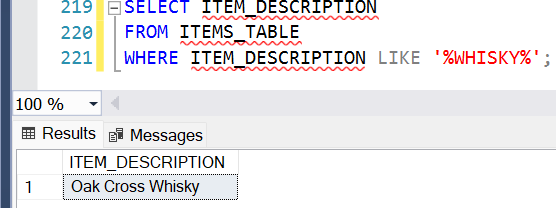 219 SELECT ITEM_DESCRIPTION
220 FROM ITEMS_TABLE
221 WHERE ITEM_DESCRIPTION LIKE '%WHISKY%';
100 %
Results Messages
ITEM_DESCRIPTION
1 Oak Cross Whisky